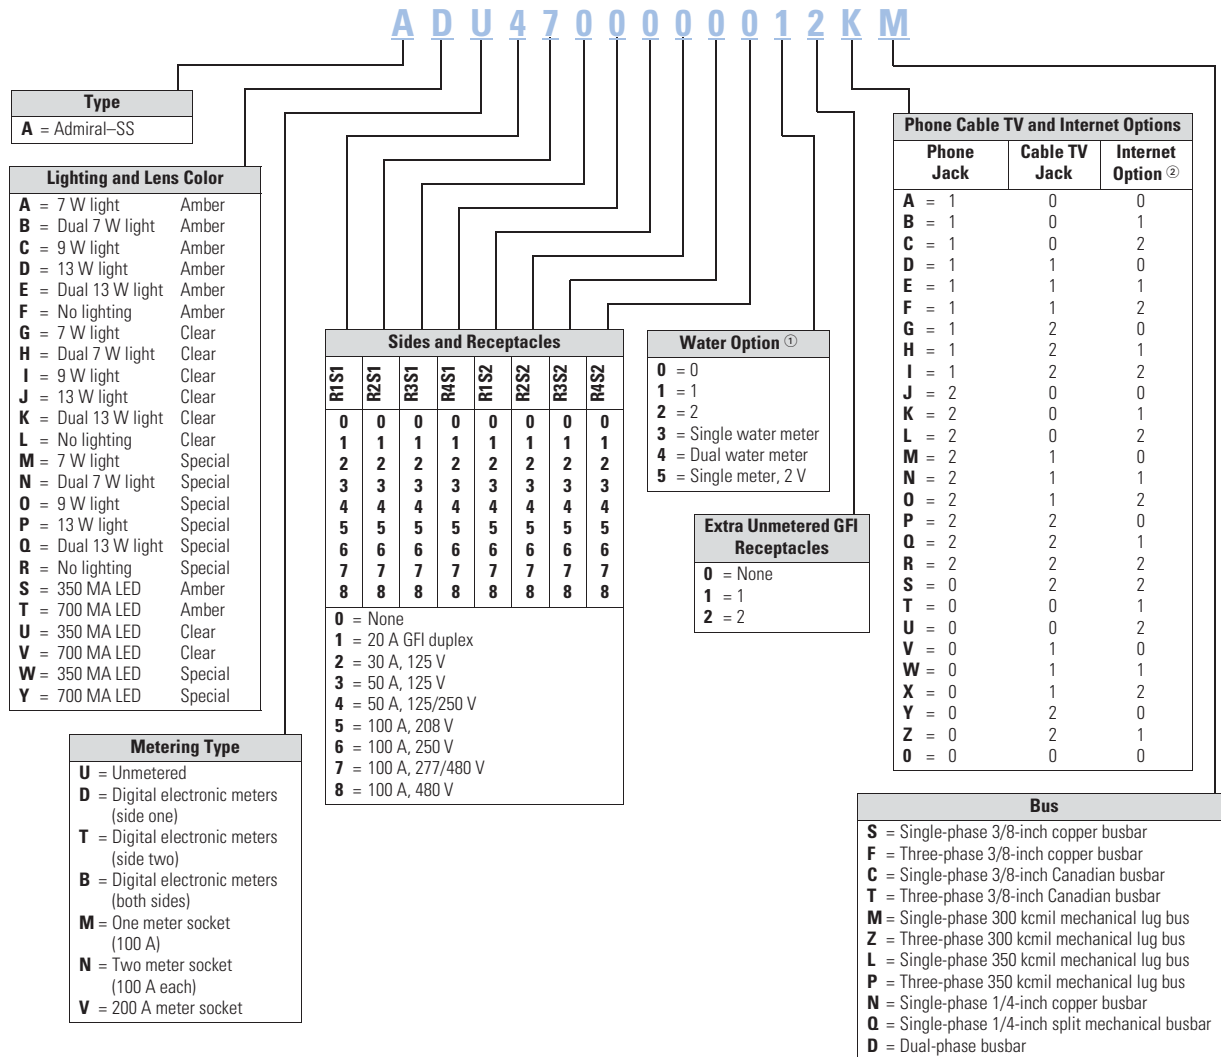 A D U 4 7 0 0 0 0 0 0 1 2 K M
Type
A = Admiral–SS
Lighting and Lens Color
A = 7 W light Amber
B = Dual 7 W light Amber
C = 9 W light Amber
D = 13 W light Amber
E = Dual 13 W light Amber
F = No lighting Amber
G = 7 W light Clear
H = Dual 7 W light Clear
I = 9 W light Clear
J = 13 W light Clear
K = Dual 13 W light Clear
L = No lighting Clear
M = 7 W light Special
N = Dual 7 W light Special
O = 9 W light Special
P = 13 W light Special
Q = Dual 13 W light Special
R = No lighting Special
S = 350 MA LED Amber
T = 700 MA LED Amber
U = 350 MA LED Clear
V = 700 MA LED Clear
W = 350 MA LED Special
Y = 700 MA LED Special
Metering Type
U = Unmetered
D = Digital electronic meters
(side one)
T = Digital electronic meters
(side two)
B = Digital electronic meters
(both sides)
M = One meter socket
(100 A)
N = Two meter socket
(100 A each)
V = 200 A meter socket
Sides and Receptacles
R1S1 R2S1 R3S1 R4S1 R1S2 R2S2 R3S2 R4S2
0 0 0 0 0 0 0 0
1 1 1 1 1 1 1 1
2 2 2 2 2 2 2 2
3 3 3 3 3 3 3 3
4 4 4 4 4 4 4 4
5 5 5 5 5 5 5 5
6 6 6 6 6 6 6 6
7 7 7 7 7 7 7 7
8 8 8 8 8 8 8 8
0 = None
1 = 20 A GFI duplex
2 = 30 A, 125 V
3 = 50 A, 125 V
4 = 50 A, 125/250 V
5 = 100 A, 208 V
6 = 100 A, 250 V
7 = 100 A, 277/480 V
8 = 100 A, 480 V
Water Option ①
0 = 0
1 = 1
2 = 2
3 = Single water meter
4 = Dual water meter
5 = Single meter, 2 V
Extra Unmetered GFI
Receptacles
0 = None
1 = 1
2 = 2
Phone Cable TV and Internet Options
Phone Cable TV Internet
Jack Jack Option ②
A = 1 0 0
B = 1 0 1
C = 1 0 2
D = 1 1 0
E = 1 1 1
F = 1 1 2
G = 1 2 0
H = 1 2 1
I = 1 2 2
J = 2 0 0
K = 2 0 1
L = 2 0 2
M = 2 1 0
N = 2 1 1
O = 2 1 2
P = 2 2 0
Q = 2 2 1
R = 2 2 2
S = 0 2 2
T = 0 0 1
U = 0 0 2
V = 0 1 0
W = 0 1 1
X = 0 1 2
Y = 0 2 0
Z = 0 2 1
0 = 0 0 0
Bus
S = Single-phase 3/8-inch copper busbar
F = Three-phase 3/8-inch copper busbar
C = Single-phase 3/8-inch Canadian busbar
T = Three-phase 3/8-inch Canadian busbar
M = Single-phase 300 kcmil mechanical lug bus
Z = Three-phase 300 kcmil mechanical lug bus
L = Single-phase 350 kcmil mechanical lug bus
P = Three-phase 350 kcmil mechanical lug bus
N = Single-phase 1/4-inch copper busbar
Q = Single-phase 1/4-inch split mechanical busbar
D = Dual-phase busbar